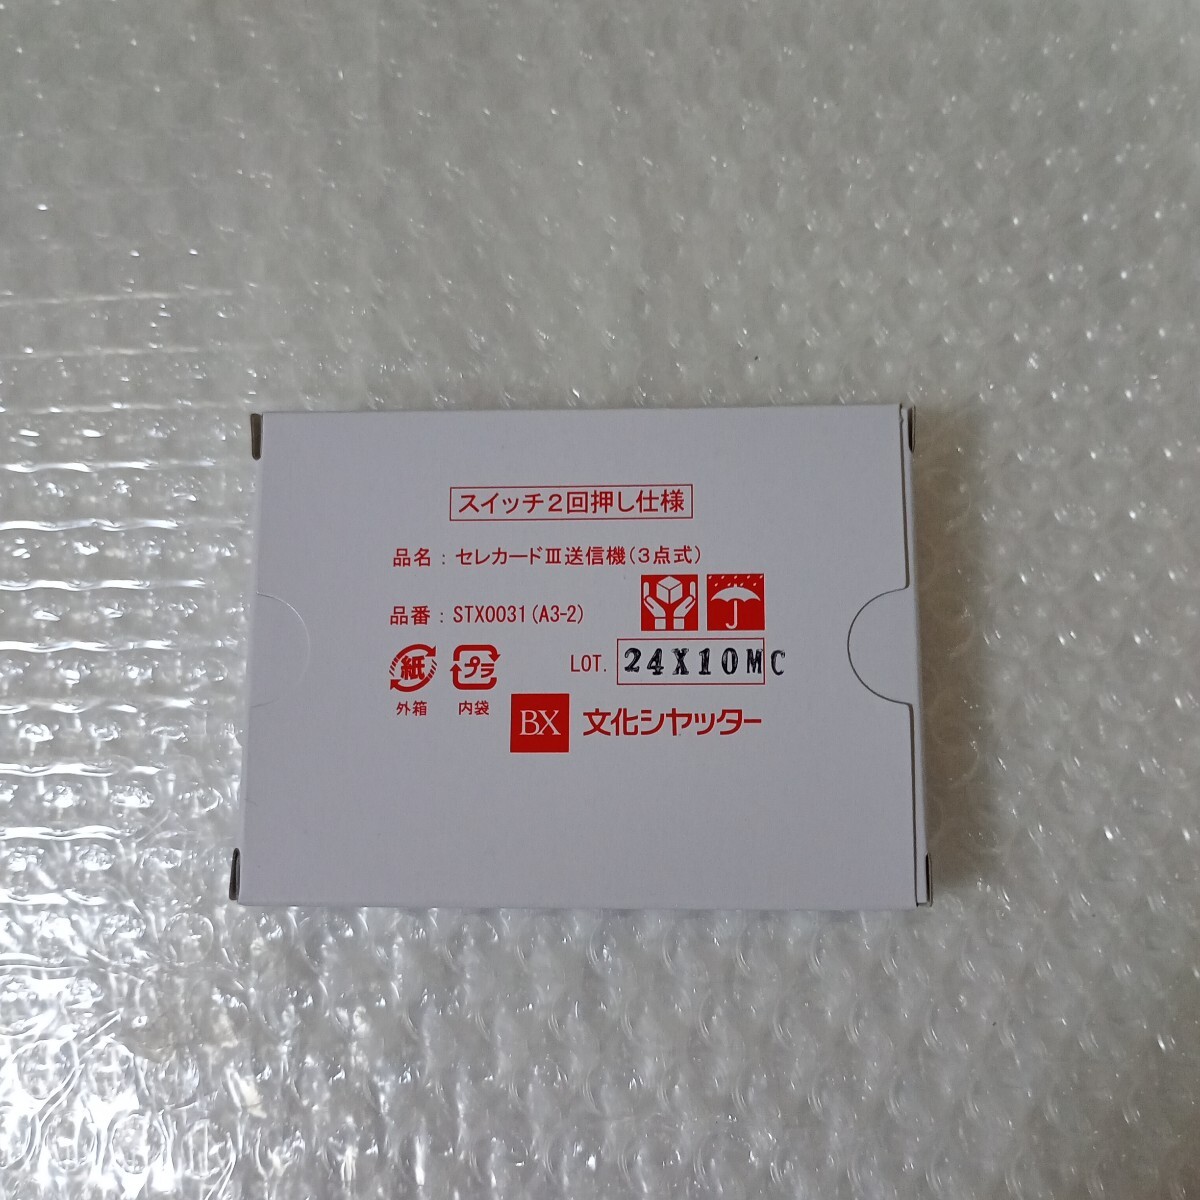 スイッチ2回押し仕様
品名：セレカードⅢ送信機(3点式)
品番：STX0031(A3-2)
紙 プラ LOT. 24X10MC
外箱 内袋
BX 文化シヤッター